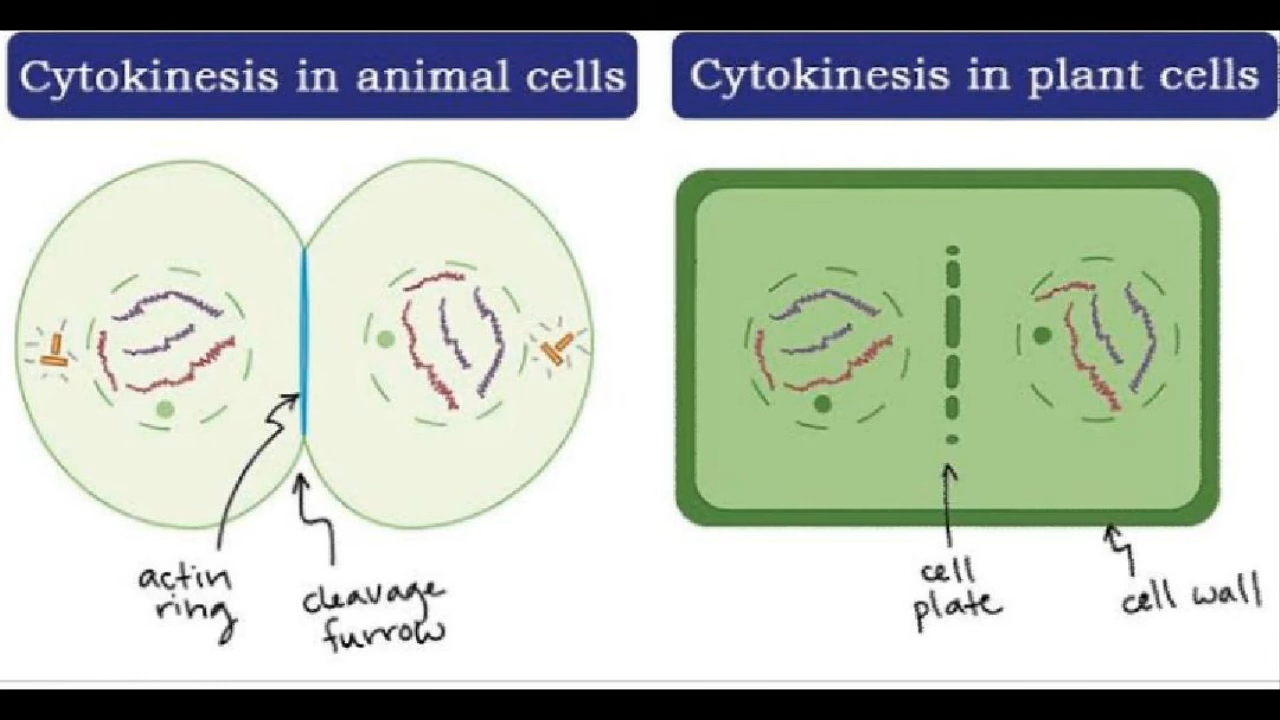 Cytokinesis in animal cells
Cytokinesis in plant cells
actin
ring
cleavage
furrow
cell
plate
cell wall